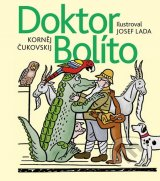 Doktor
Ilustroval
JOSEF LADA
KORNĚJ
ČUKOVSKIJ
Bolíto